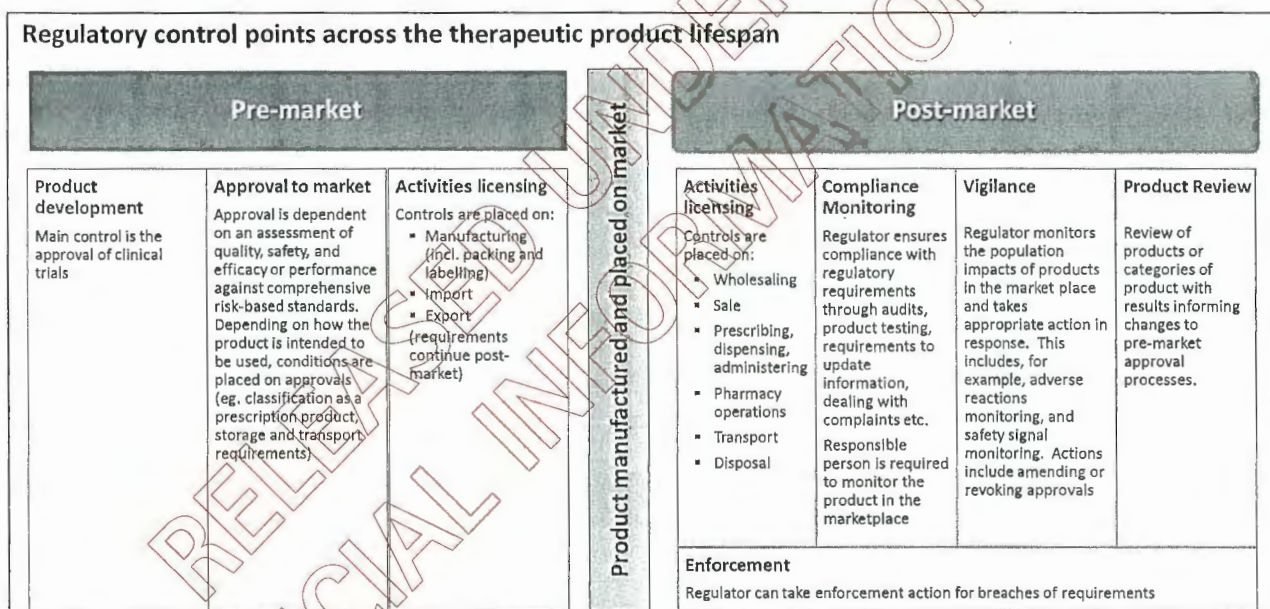 Regulatory control points across the therapeutic product lifespan
Pre-market
Product
development
Main control is the
approval of clinical
trials
Approval to market
Approval is dependent
on an assessment of
quality, safety, and
efficacy or performance
against comprehensive
risk-based standards.
Depending on how the
product is intended to
be used, conditions are
placed on approvals
(eg. classification as a
prescription product,
storage and transport
requirements)
Activities licensing
Controls are placed on:
▪ Manufacturing
(incl. packing and
labelling)
▪ Import
▪ Export
(requirements
continue post-
market)
Product manufactured and placed on market
Post-market
Activities
licensing
Controls are
placed on:
▪ Wholesaling
▪ Sale
▪ Prescribing,
dispensing,
administering
▪ Pharmacy
operations
▪ Transport
▪ Disposal
Compliance
Monitoring
Regulator ensures
compliance with
regulatory
requirements
through audits,
product testing,
requirements to
update
information,
dealing with
complaints etc.
Responsible
person is required
to monitor the
product in the
marketplace
Vigilance
Regulator monitors
the population
impacts of products
in the market place
and takes
appropriate action in
response. This
includes, for
example, adverse
reactions
monitoring, and
safety signal
monitoring. Actions
include amending or
revoking approvals
Product Review
Review of
products or
categories of
product with
results informing
changes to
pre-market
approval
processes.
Enforcement
Regulator can take enforcement action for breaches of requirements
RELEASED
INFORMATION